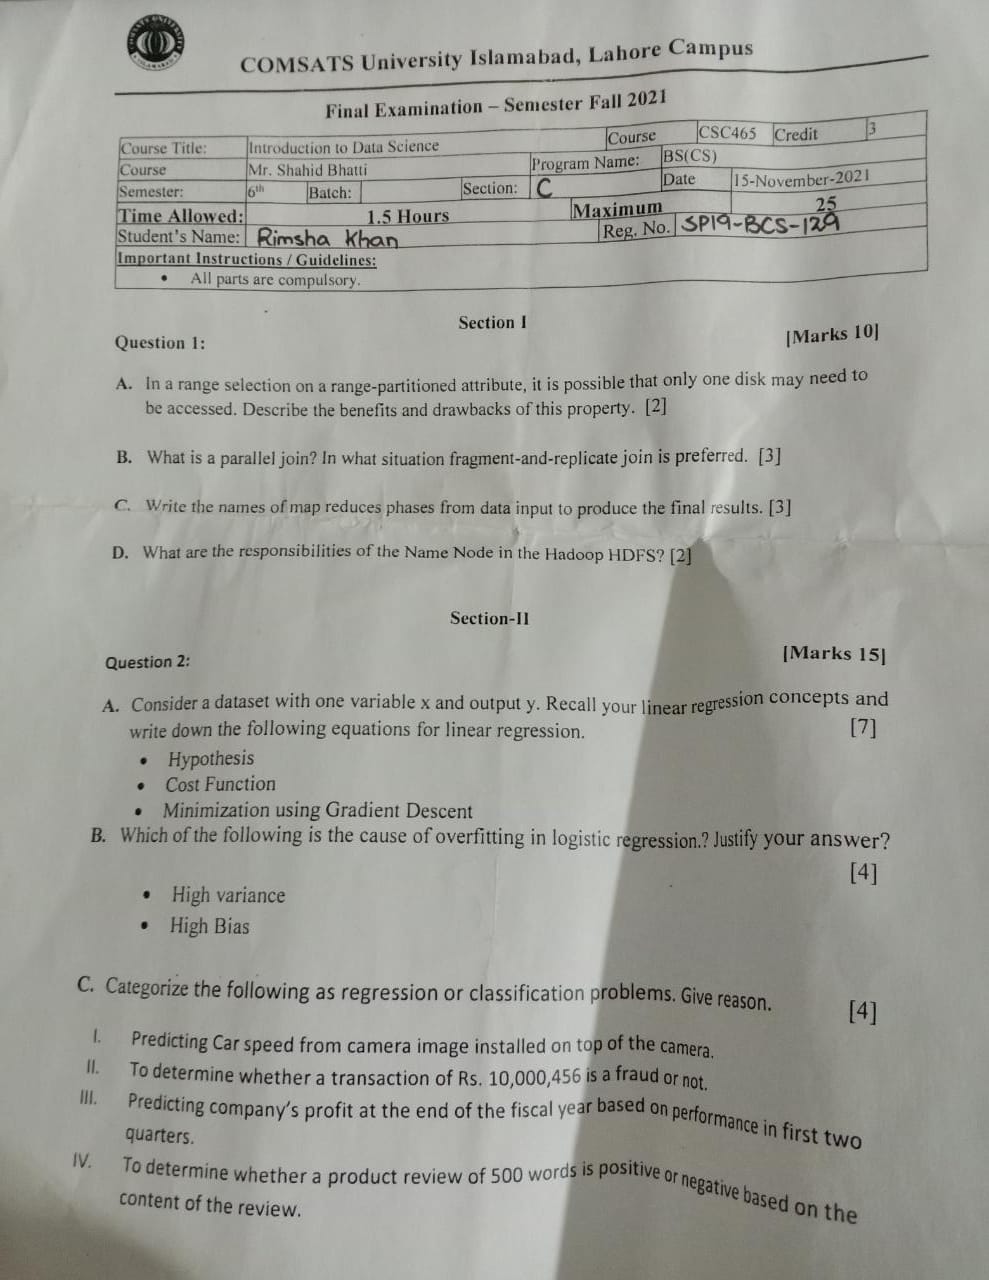 COMSATS University Islamabad, Lahore Campus
Final Examination – Semester Fall 2021
Course Title: Introduction to Data Science Course CSC465 Credit 3
Course Mr. Shahid Bhatti Program Name: BS(CS)
Semester: 6th Batch: Section: C Date 15-November-2021
Time Allowed: 1.5 Hours Maximum 25
Student's Name: Rimsha Khan Reg. No. SP19-BCS-129
Important Instructions / Guidelines:
• All parts are compulsory.
Section I
Question 1: [Marks 10]
A. In a range selection on a range-partitioned attribute, it is possible that only one disk may need to
be accessed. Describe the benefits and drawbacks of this property. [2]
B. What is a parallel join? In what situation fragment-and-replicate join is preferred. [3]
C. Write the names of map reduces phases from data input to produce the final results. [3]
D. What are the responsibilities of the Name Node in the Hadoop HDFS? [2]
Section-II
Question 2: [Marks 15]
A. Consider a dataset with one variable x and output y. Recall your linear regression concepts and
write down the following equations for linear regression. [7]
• Hypothesis
• Cost Function
• Minimization using Gradient Descent
B. Which of the following is the cause of overfitting in logistic regression.? Justify your answer?
[4]
• High variance
• High Bias
C. Categorize the following as regression or classification problems. Give reason. [4]
I. Predicting Car speed from camera image installed on top of the camera.
II. To determine whether a transaction of Rs. 10,000,456 is a fraud or not.
III. Predicting company's profit at the end of the fiscal year based on performance in first two
quarters.
IV. To determine whether a product review of 500 words is positive or negative based on the
content of the review.